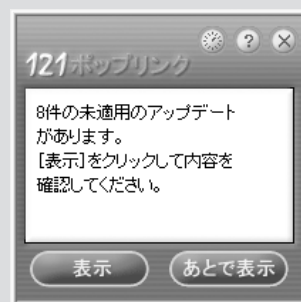 121ポップリンク
8件の未適用のアップデート
があります。
[表示]をクリックして内容を
確認してください。
表示
あとで表示